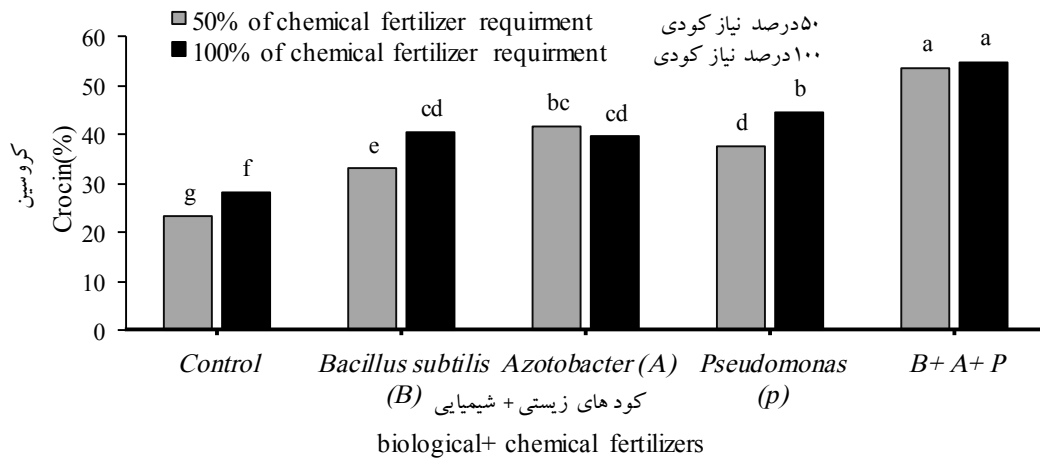 50% of chemical fertilizer requirment ۵۰درصد نیاز کودی
100% of chemical fertilizer requirment ۱۰۰درصد نیاز کودی
کروسین
Crocin(%)
60
50
40
30
20
10
0
g f e cd bc cd d b a a
Control Bacillus subtilis (B) Azotobacter (A) Pseudomonas (p) B+ A+ P
کود های زیستی + شیمیایی
biological+ chemical fertilizers